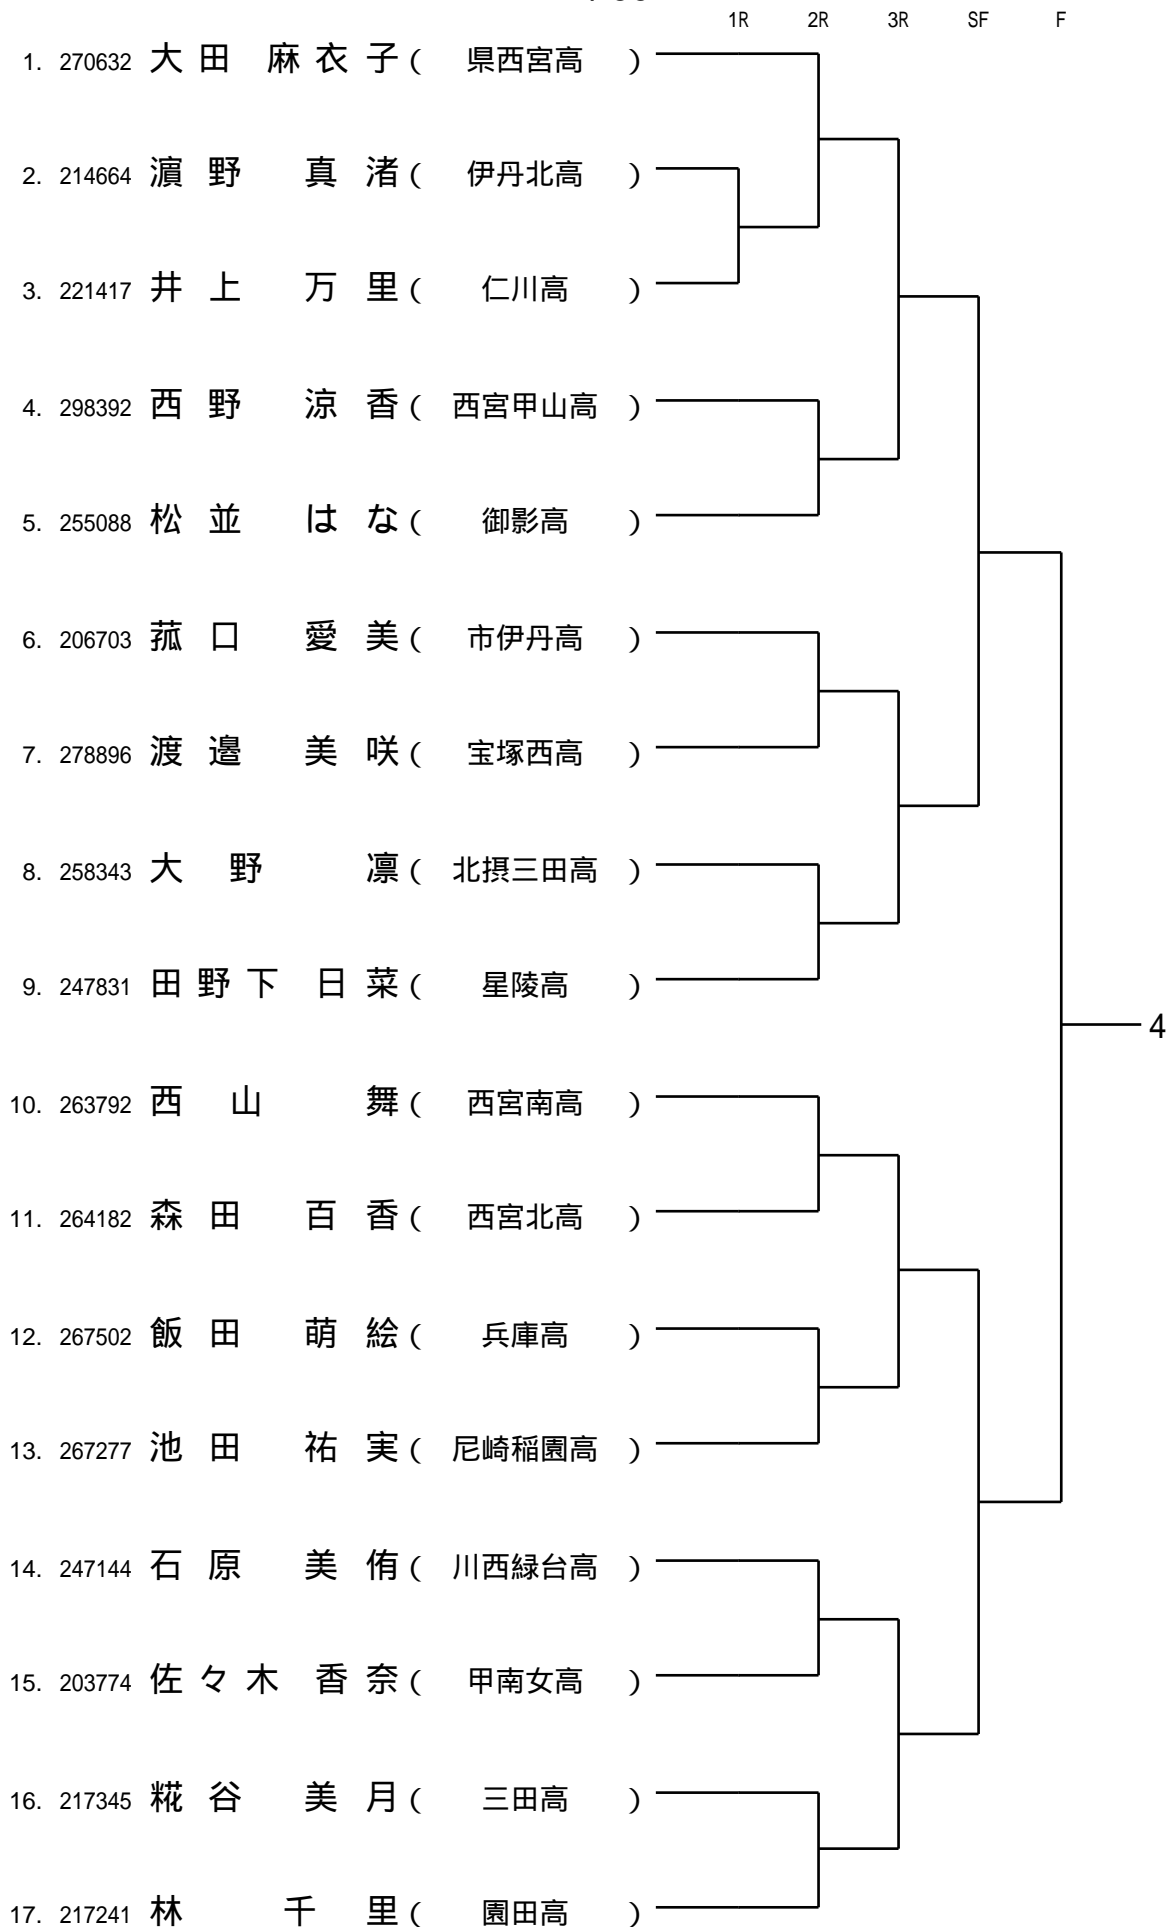 1R 2R 3R SF F
1. 270632 大田 麻衣子 ( 県西宮高 )
2. 214664 濵野 真渚 ( 伊丹北高 )
3. 221417 井上 万里 ( 仁川高 )
4. 298392 西野 涼香 ( 西宮甲山高 )
5. 255088 松並 はな ( 御影高 )
6. 206703 菰口 愛美 ( 市伊丹高 )
7. 278896 渡邉 美咲 ( 宝塚西高 )
8. 258343 大野 凛 ( 北摂三田高 )
9. 247831 田野下 日菜 ( 星陵高 )
4
10. 263792 西山 舞 ( 西宮南高 )
11. 264182 森田 百香 ( 西宮北高 )
12. 267502 飯田 萌絵 ( 兵庫高 )
13. 267277 池田 祐実 ( 尼崎稲園高 )
14. 247144 石原 美侑 ( 川西緑台高 )
15. 203774 佐々木 香奈 ( 甲南女高 )
16. 217345 糀谷 美月 ( 三田高 )
17. 217241 林 千里 ( 園田高 )